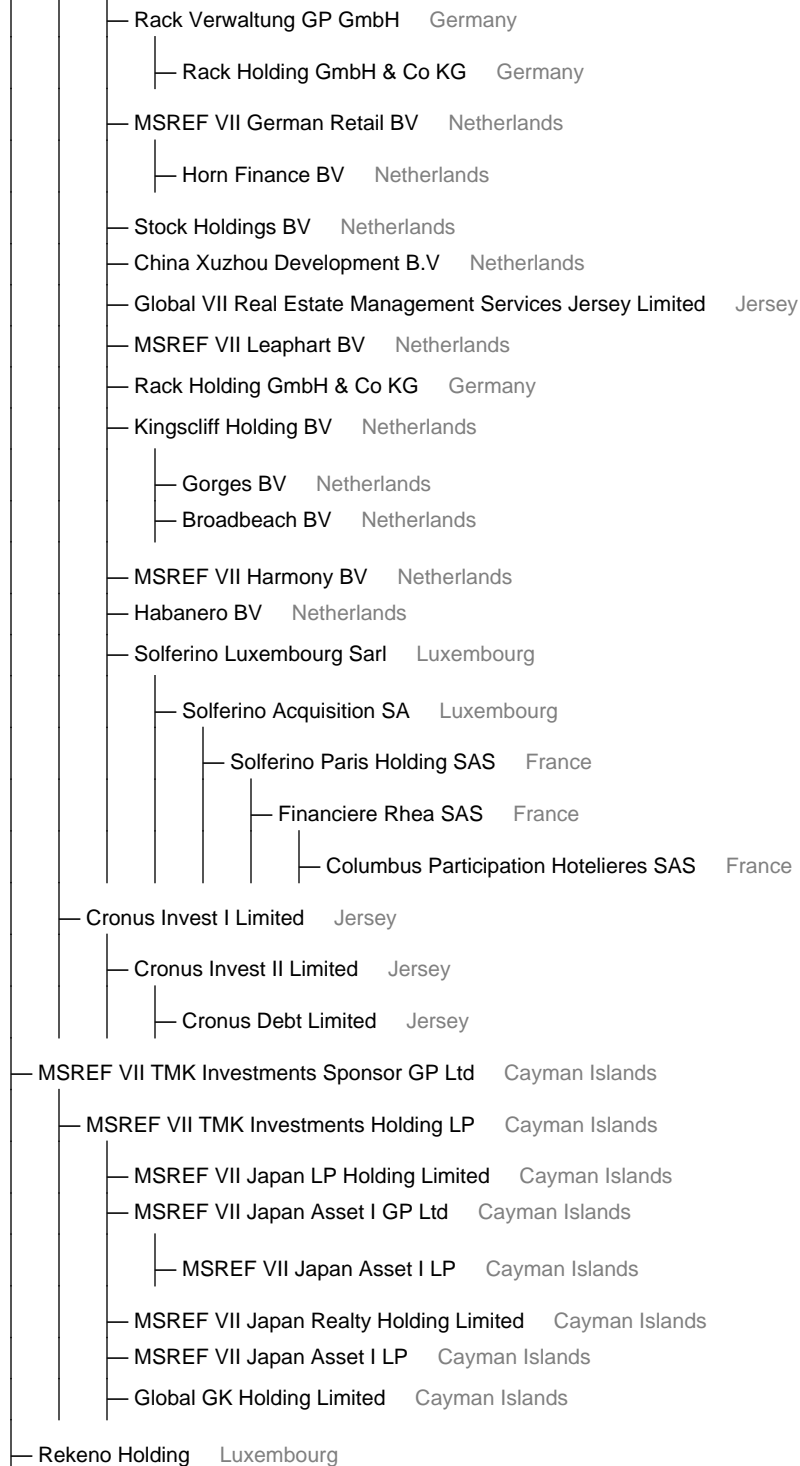 Rack Verwaltung GP GmbH Germany
Rack Holding GmbH & Co KG Germany
MSREF VII German Retail BV Netherlands
Horn Finance BV Netherlands
Stock Holdings BV Netherlands
China Xuzhou Development B.V Netherlands
Global VII Real Estate Management Services Jersey Limited Jersey
MSREF VII Leaphart BV Netherlands
Rack Holding GmbH & Co KG Germany
Kingscliff Holding BV Netherlands
Gorges BV Netherlands
Broadbeach BV Netherlands
MSREF VII Harmony BV Netherlands
Habanero BV Netherlands
Solferino Luxembourg Sarl Luxembourg
Solferino Acquisition SA Luxembourg
Solferino Paris Holding SAS France
Financiere Rhea SAS France
Columbus Participation Hotelieres SAS France
Cronus Invest I Limited Jersey
Cronus Invest II Limited Jersey
Cronus Debt Limited Jersey
MSREF VII TMK Investments Sponsor GP Ltd Cayman Islands
MSREF VII TMK Investments Holding LP Cayman Islands
MSREF VII Japan LP Holding Limited Cayman Islands
MSREF VII Japan Asset I GP Ltd Cayman Islands
MSREF VII Japan Asset I LP Cayman Islands
MSREF VII Japan Realty Holding Limited Cayman Islands
MSREF VII Japan Asset I LP Cayman Islands
Global GK Holding Limited Cayman Islands
Rekeno Holding Luxembourg